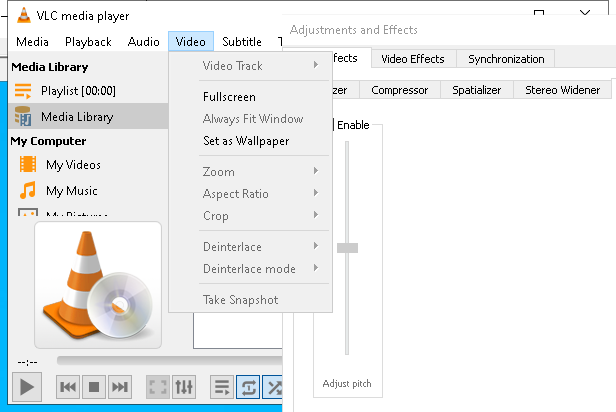 VLC media player
Media Playback Audio Video Subtitle T
Media Library
Playlist [00:00]
Media Library
My Computer
My Videos
My Music
My Pictures
--:--
Video Track
Fullscreen
Always Fit Window
Set as Wallpaper
Zoom
Aspect Ratio
Crop
Deinterlace
Deinterlace mode
Take Snapshot
Adjustments and Effects
ffects Video Effects Synchronization
zer Compressor Spatializer Stereo Widener
Enable
Adjust pitch